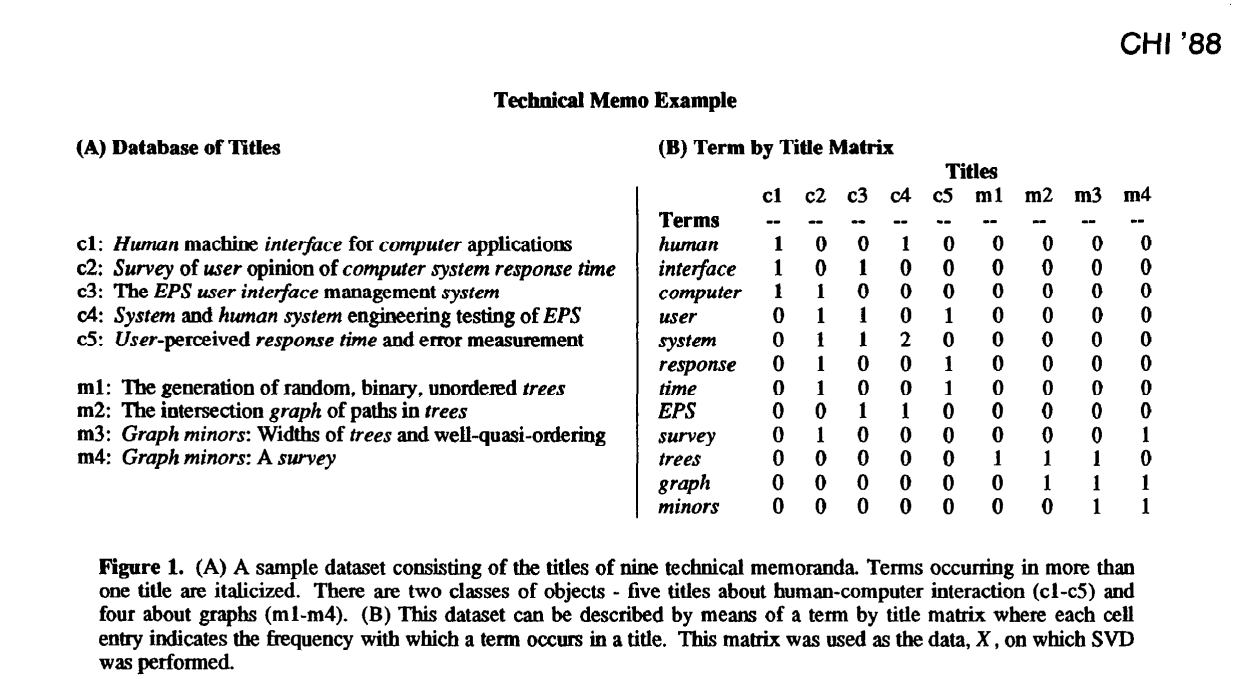 CHI '88
Technical Memo Example
(A) Database of Titles
c1: Human machine interface for computer applications
c2: Survey of user opinion of computer system response time
c3: The EPS user interface management system
c4: System and human system engineering testing of EPS
c5: User-perceived response time and error measurement
m1: The generation of random, binary, unordered trees
m2: The intersection graph of paths in trees
m3: Graph minors: Widths of trees and well-quasi-ordering
m4: Graph minors: A survey
(B) Term by Title Matrix
Titles
c1 c2 c3 c4 c5 m1 m2 m3 m4
Terms -- -- -- -- -- -- -- -- --
human 1 0 0 1 0 0 0 0 0
interface 1 0 1 0 0 0 0 0 0
computer 1 1 0 0 0 0 0 0 0
user 0 1 1 0 1 0 0 0 0
system 0 1 1 2 0 0 0 0 0
response 0 1 0 0 1 0 0 0 0
time 0 1 0 0 1 0 0 0 0
EPS 0 0 1 1 0 0 0 0 0
survey 0 1 0 0 0 0 0 0 1
trees 0 0 0 0 0 1 1 1 0
graph 0 0 0 0 0 0 1 1 1
minors 0 0 0 0 0 0 0 1 1
Figure 1. (A) A sample dataset consisting of the titles of nine technical memoranda. Terms occurring in more than
one title are italicized. There are two classes of objects - five titles about human-computer interaction (c1-c5) and
four about graphs (m1-m4). (B) This dataset can be described by means of a term by title matrix where each cell
entry indicates the frequency with which a term occurs in a title. This matrix was used as the data, X, on which SVD
was performed.